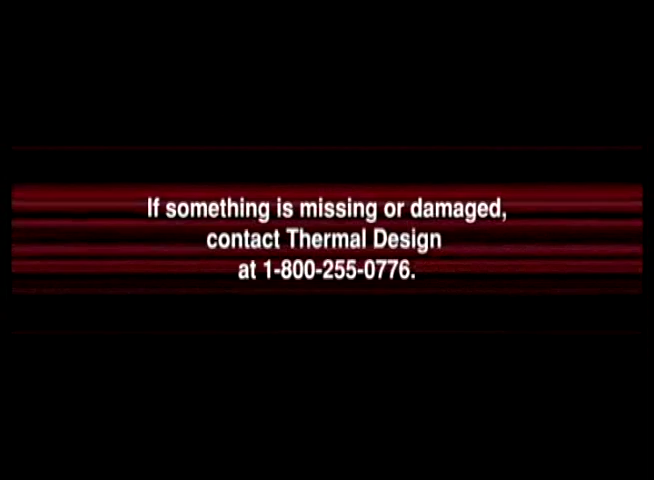 If something is missing or damaged,
contact Thermal Design
at 1-800-255-0776.